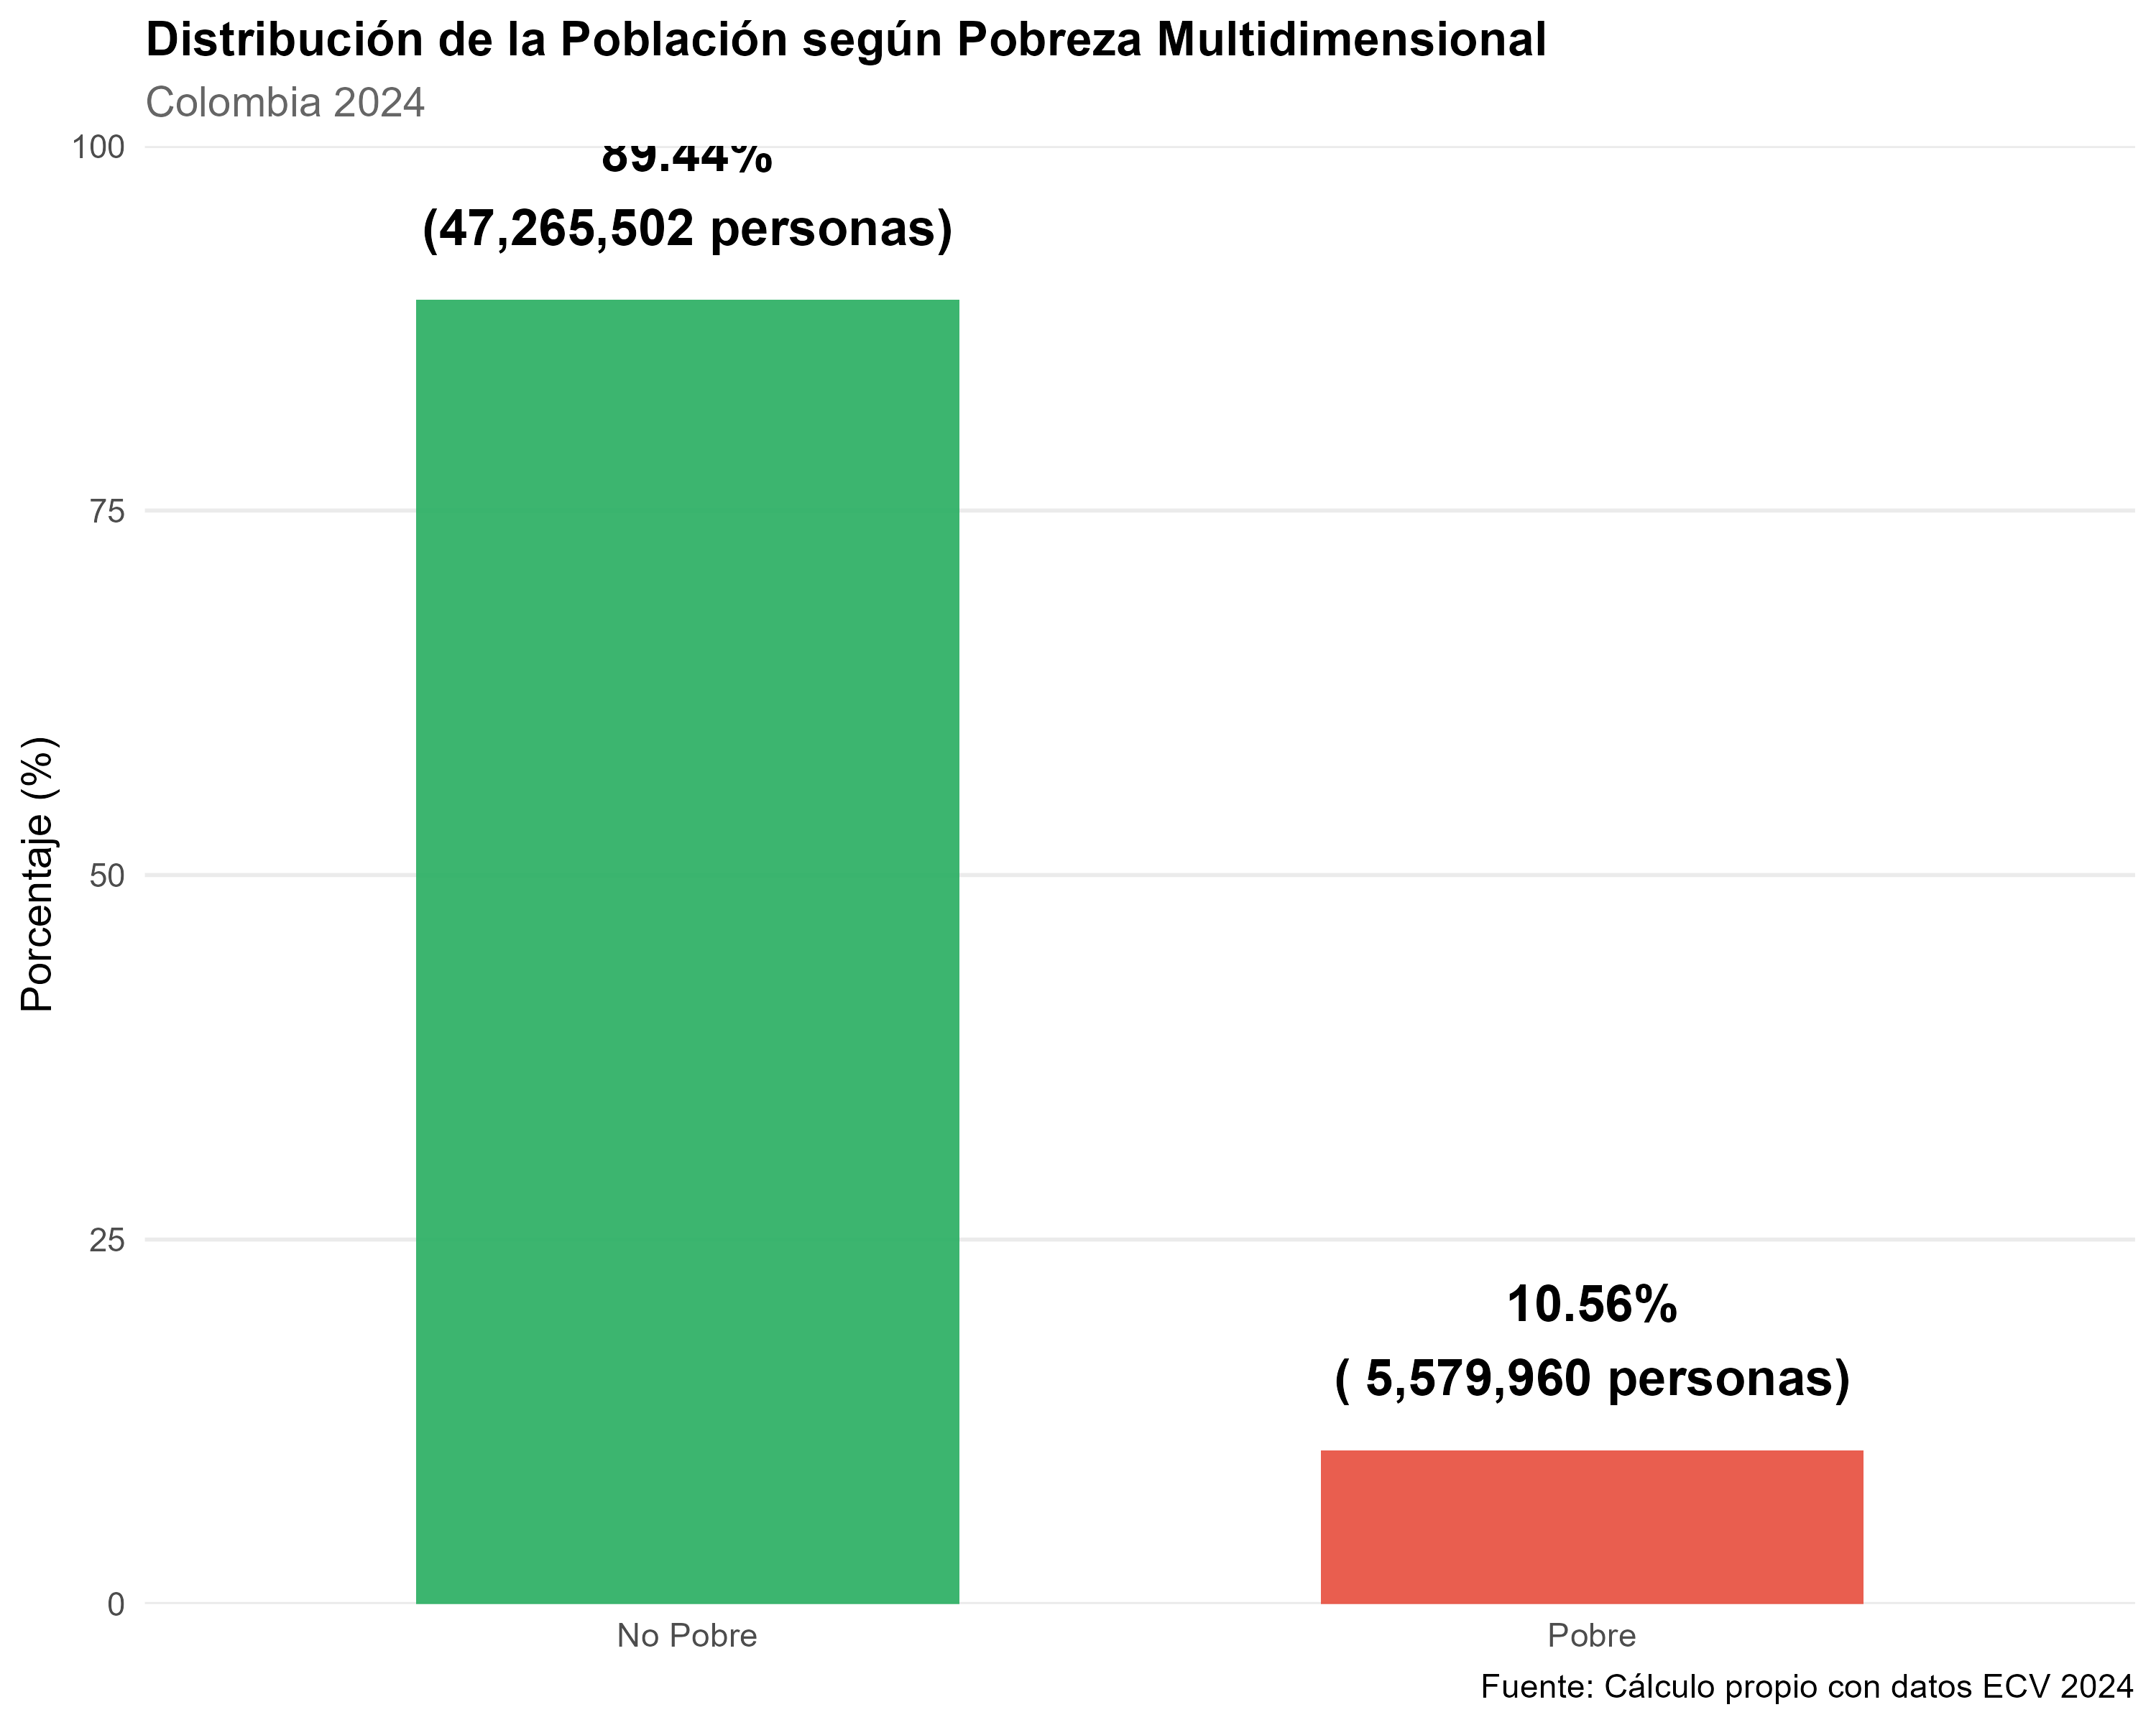 Distribución de la Población según Pobreza Multidimensional
Colombia 2024
Porcentaje (%)
100
75
50
25
0
89.44%
(47,265,502 personas)
10.56%
( 5,579,960 personas)
No Pobre
Pobre
Fuente: Cálculo propio con datos ECV 2024